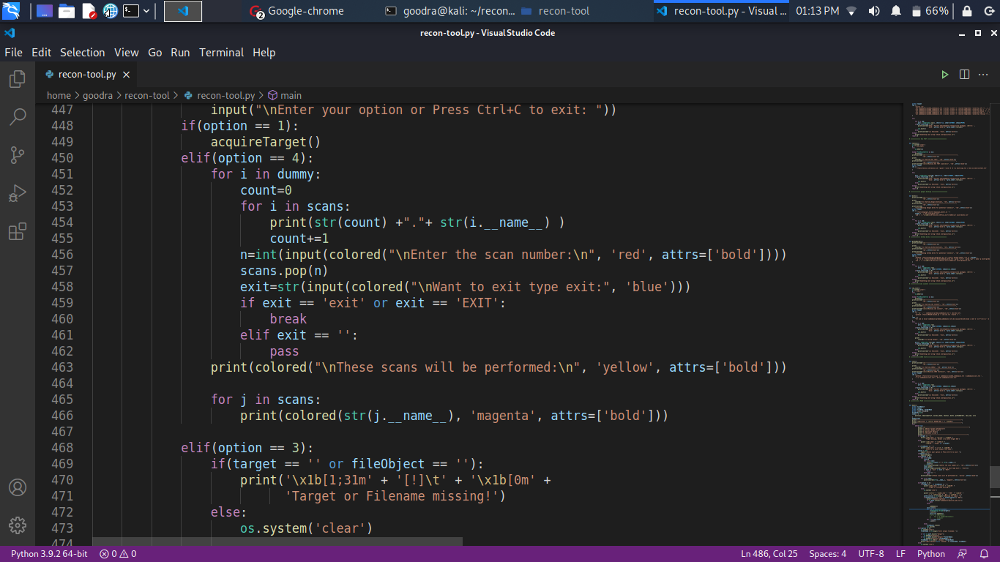 2 Google-chrome goodra@kali: ~/recon... recon-tool recon-tool.py - Visual ... 01:13 PM 66%
recon-tool.py - Visual Studio Code
File Edit Selection View Go Run Terminal Help
recon-tool.py
home > goodra > recon-tool > recon-tool.py > main
447 input("\nEnter your option or Press Ctrl+C to exit: "))
448 if(option == 1):
449 acquireTarget()
450 elif(option == 4):
451 for i in dummy:
452 count=0
453 for i in scans:
454 print(str(count) +"."+ str(i.__name__) )
455 count+=1
456 n=int(input(colored("\nEnter the scan number:\n", 'red', attrs=['bold'])))
457 scans.pop(n)
458 exit=str(input(colored("\nWant to exit type exit:", 'blue')))
459 if exit == 'exit' or exit == 'EXIT':
460 break
461 elif exit == '':
462 pass
463 print(colored("\nThese scans will be performed:\n", 'yellow', attrs=['bold']))
464
465 for j in scans:
466 print(colored(str(j.__name__), 'magenta', attrs=['bold']))
467
468 elif(option == 3):
469 if(target == '' or fileObject == ''):
470 print('\x1b[1;31m' + '[!]\t' + '\x1b[0m' +
471 'Target or Filename missing!')
472 else:
473 os.system('clear')
474
Python 3.9.2 64-bit 0 0 Ln 486, Col 25 Spaces: 4 UTF-8 LF Python